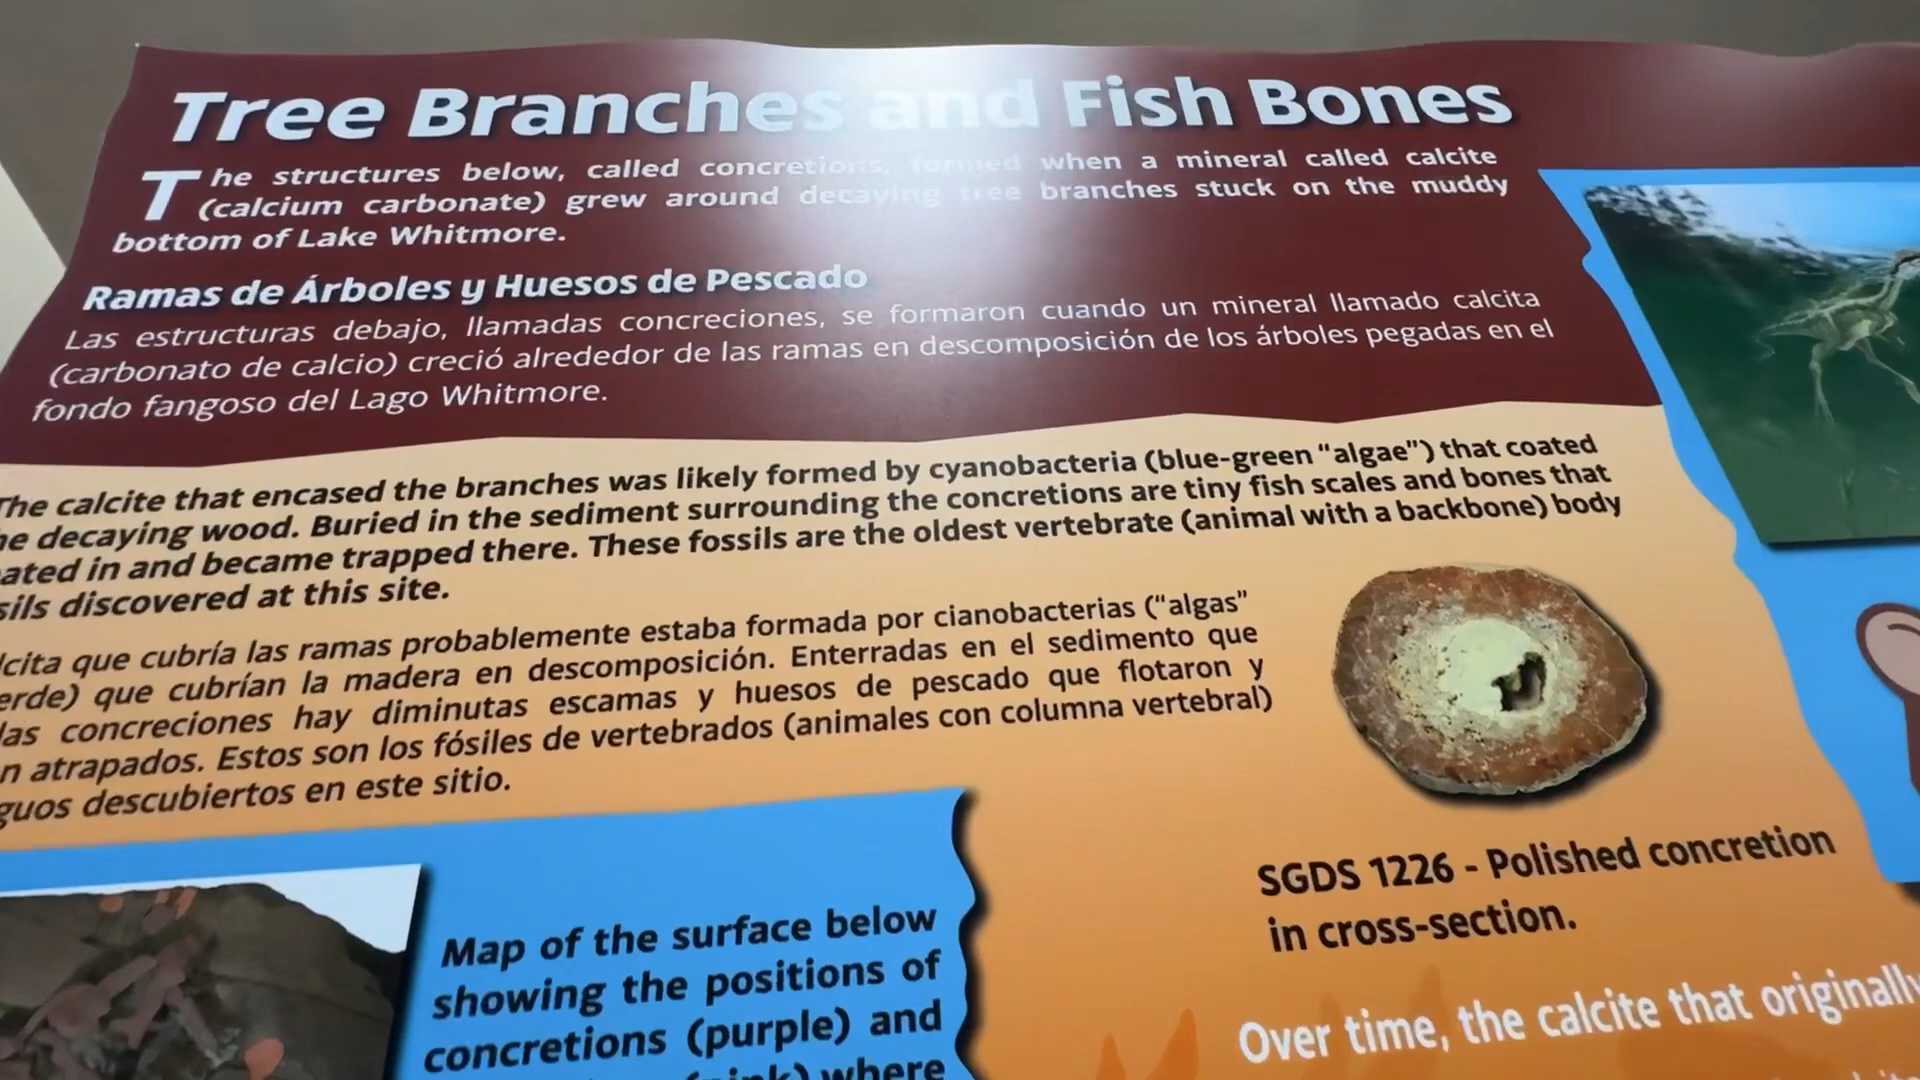 Tree Branches and Fish Bones
The structures below, called concretions, formed when a mineral called calcite
(calcium carbonate) grew around decaying tree branches stuck on the muddy
bottom of Lake Whitmore.
Ramas de Árboles y Huesos de Pescado
Las estructuras debajo, llamadas concreciones, se formaron cuando un mineral llamado calcita
(carbonato de calcio) creció alrededor de las ramas en descomposición de los árboles pegadas en el
fondo fangoso del Lago Whitmore.
The calcite that encased the branches was likely formed by cyanobacteria (blue-green “algae”) that coated
he decaying wood. Buried in the sediment surrounding the concretions are tiny fish scales and bones that
ated in and became trapped there. These fossils are the oldest vertebrate (animal with a backbone) body
sils discovered at this site.
lcita que cubría las ramas probablemente estaba formada por cianobacterias (“algas”
erde) que cubrían la madera en descomposición. Enterradas en el sedimento que
las concreciones hay diminutas escamas y huesos de pescado que flotaron y
n atrapados. Estos son los fósiles de vertebrados (animales con columna vertebral)
guos descubiertos en este sitio.
SGDS 1226 - Polished concretion
in cross-section.
Map of the surface below
showing the positions of
concretions (purple) and
(pink) where
Over time, the calcite that originally